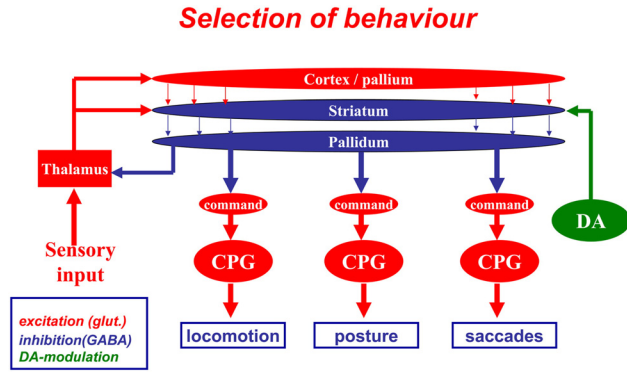 Selection of behaviour
Cortex / pallium
Striatum
Pallidum
Thalamus
command
command
command
DA
Sensory
input
CPG
CPG
CPG
excitation (glut.)
inhibition(GABA)
DA-modulation
locomotion
posture
saccades